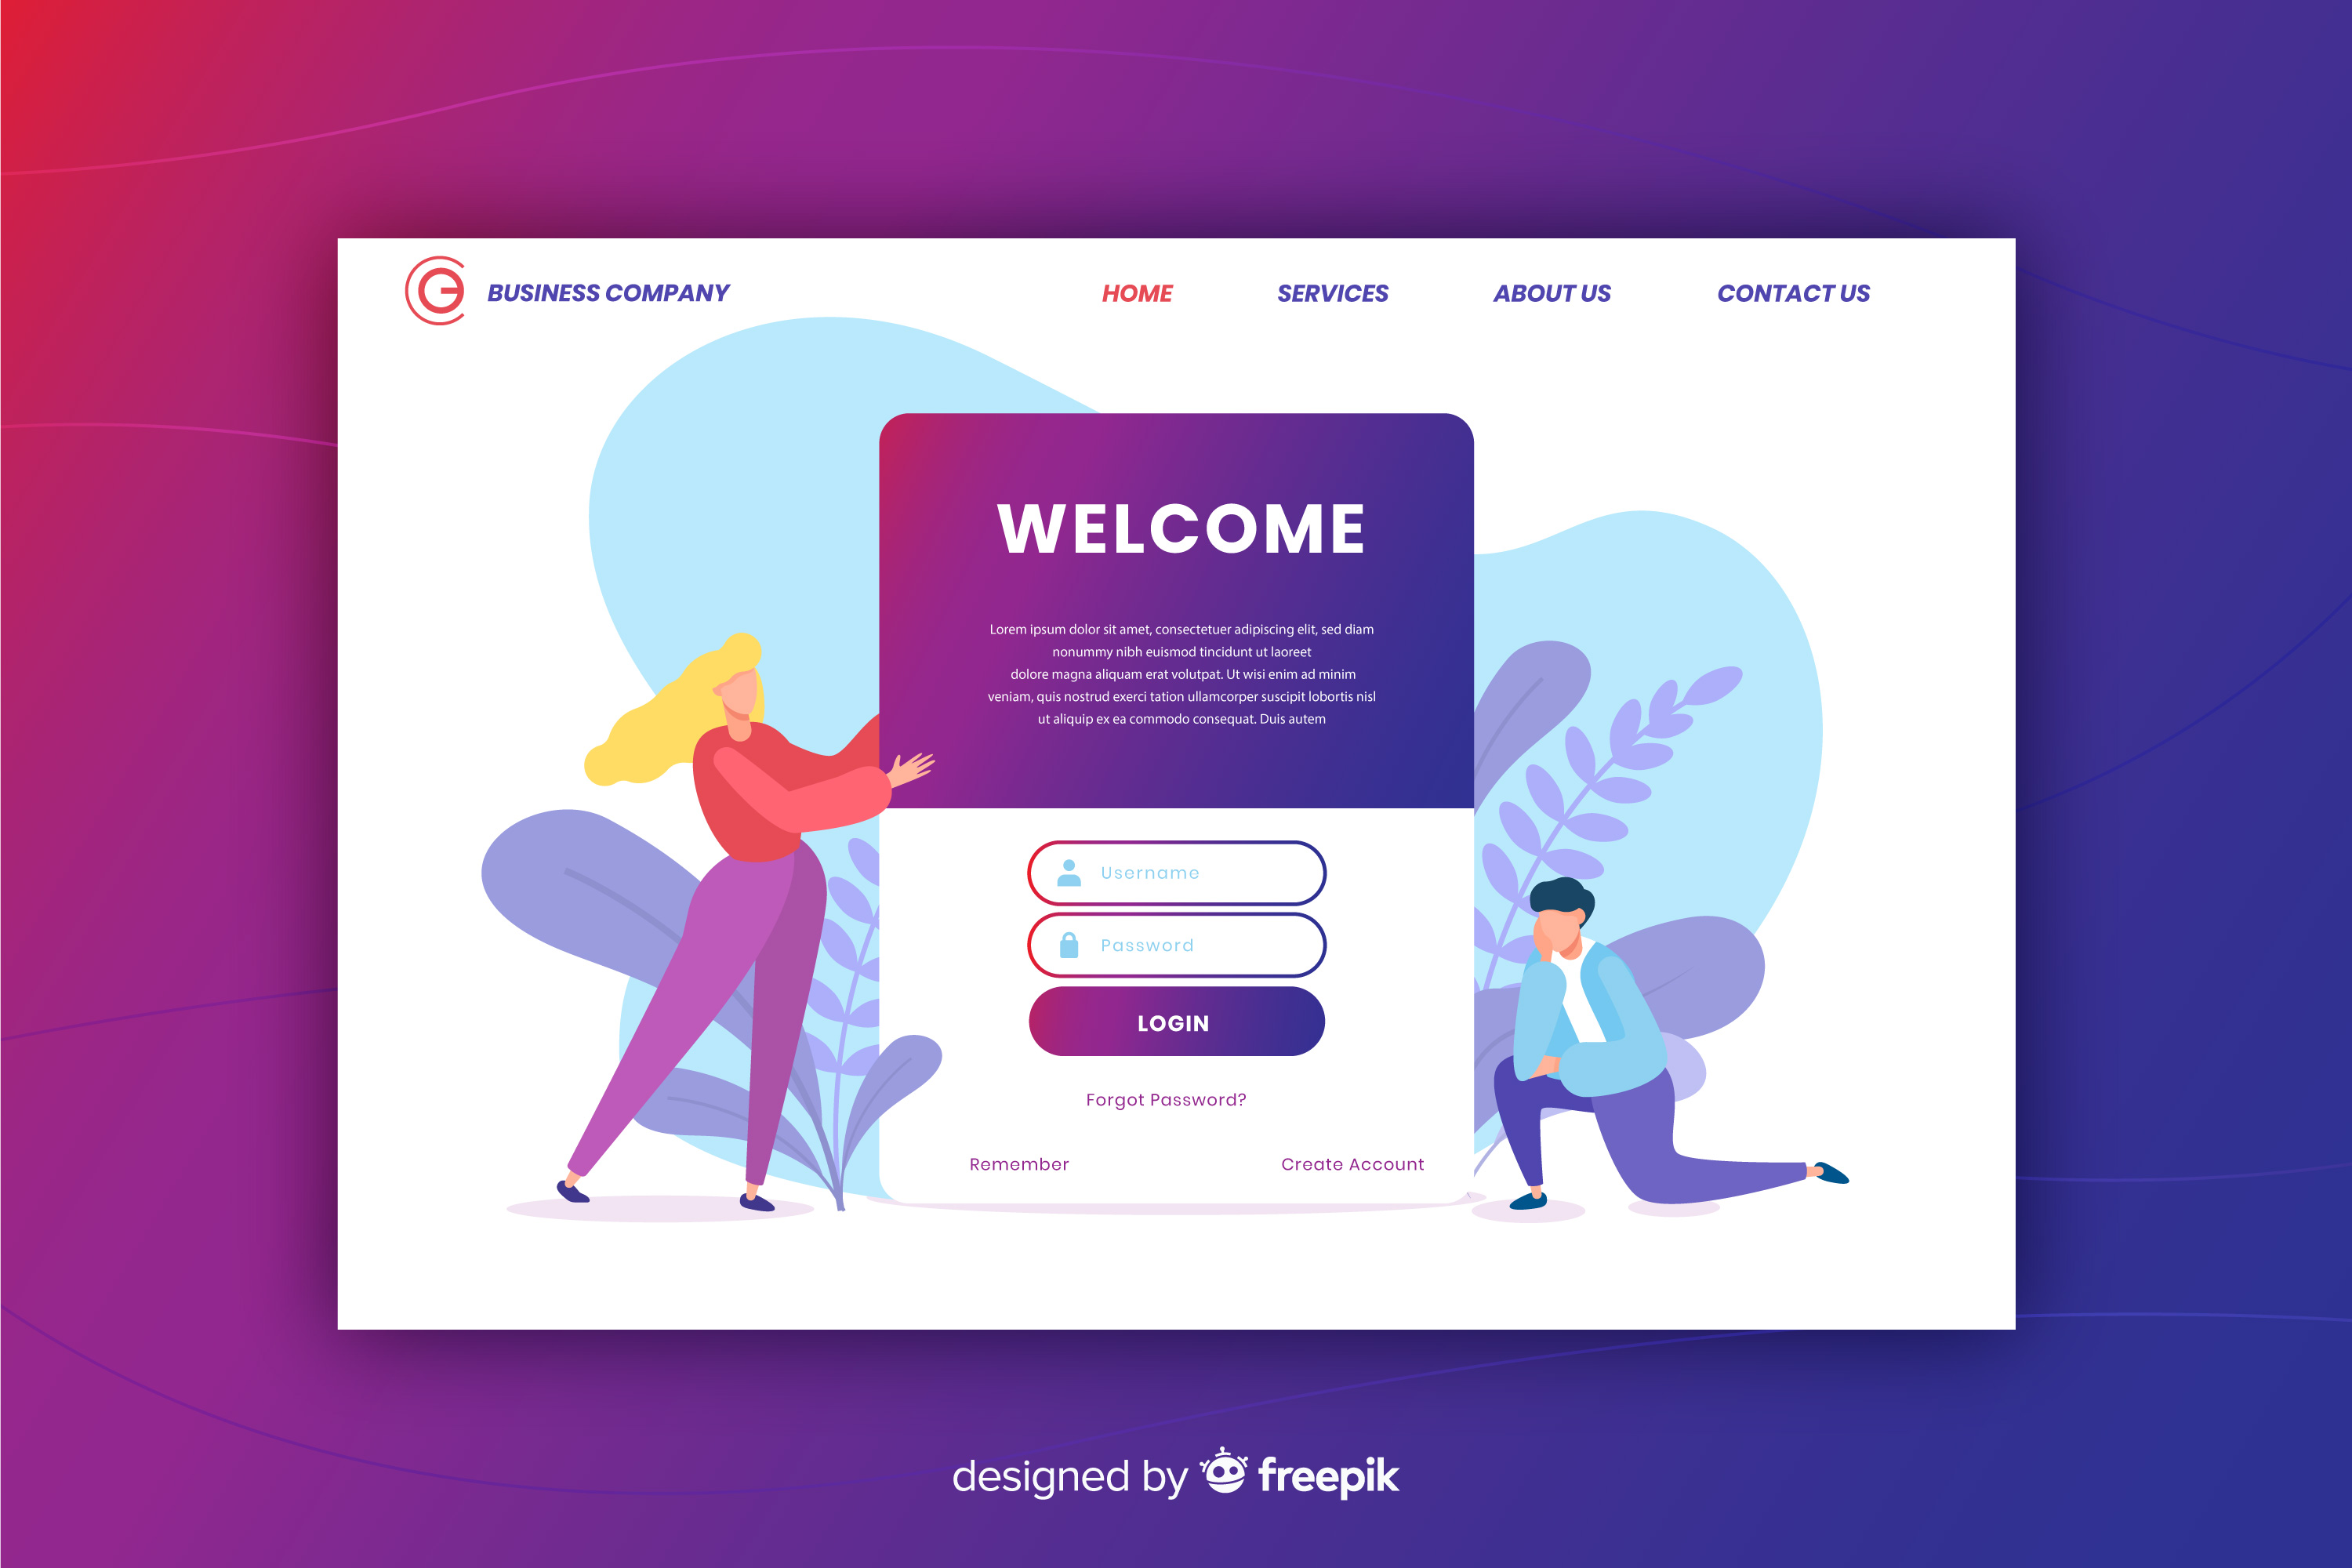 BUSINESS COMPANY
HOME
SERVICES
ABOUT US
CONTACT US
WELCOME
Lorem ipsum dolor sit amet, consectetuer adipiscing elit, sed diam
nonummy nibh euismod tincidunt ut laoreet
dolore magna aliquam erat volutpat. Ut wisi enim ad minim
veniam, quis nostrud exerci tation ullamcorper suscipit lobortis nisl
ut aliquip ex ea commodo consequat. Duis autem
Username
Password
LOGIN
Forgot Password?
Remember
Create Account
designed by freepik